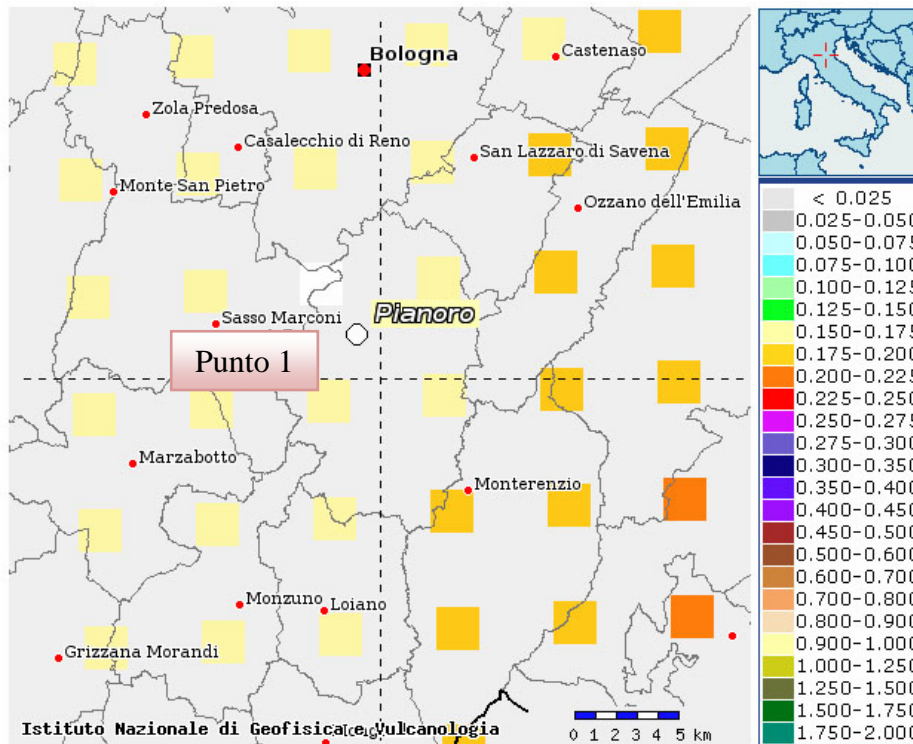 Bologna
Castenaso
Zola Predosa
Casalecchio di Reno
San Lazzaro di Savena
Monte San Pietro
Ozzano dell'Emilia
Pianoro
Sasso Marconi
Punto 1
Marzabotto
Monterenzio
Monzuno
Loiano
Grizzana Morandi
Istituto Nazionale di Geofisica e Vulcanologia
0 1 2 3 4 5 km
< 0.025
0.025-0.050
0.050-0.075
0.075-0.100
0.100-0.125
0.125-0.150
0.150-0.175
0.175-0.200
0.200-0.225
0.225-0.250
0.250-0.275
0.275-0.300
0.300-0.350
0.350-0.400
0.400-0.450
0.450-0.500
0.500-0.600
0.600-0.700
0.700-0.800
0.800-0.900
0.900-1.000
1.000-1.250
1.250-1.500
1.500-1.750
1.750-2.000